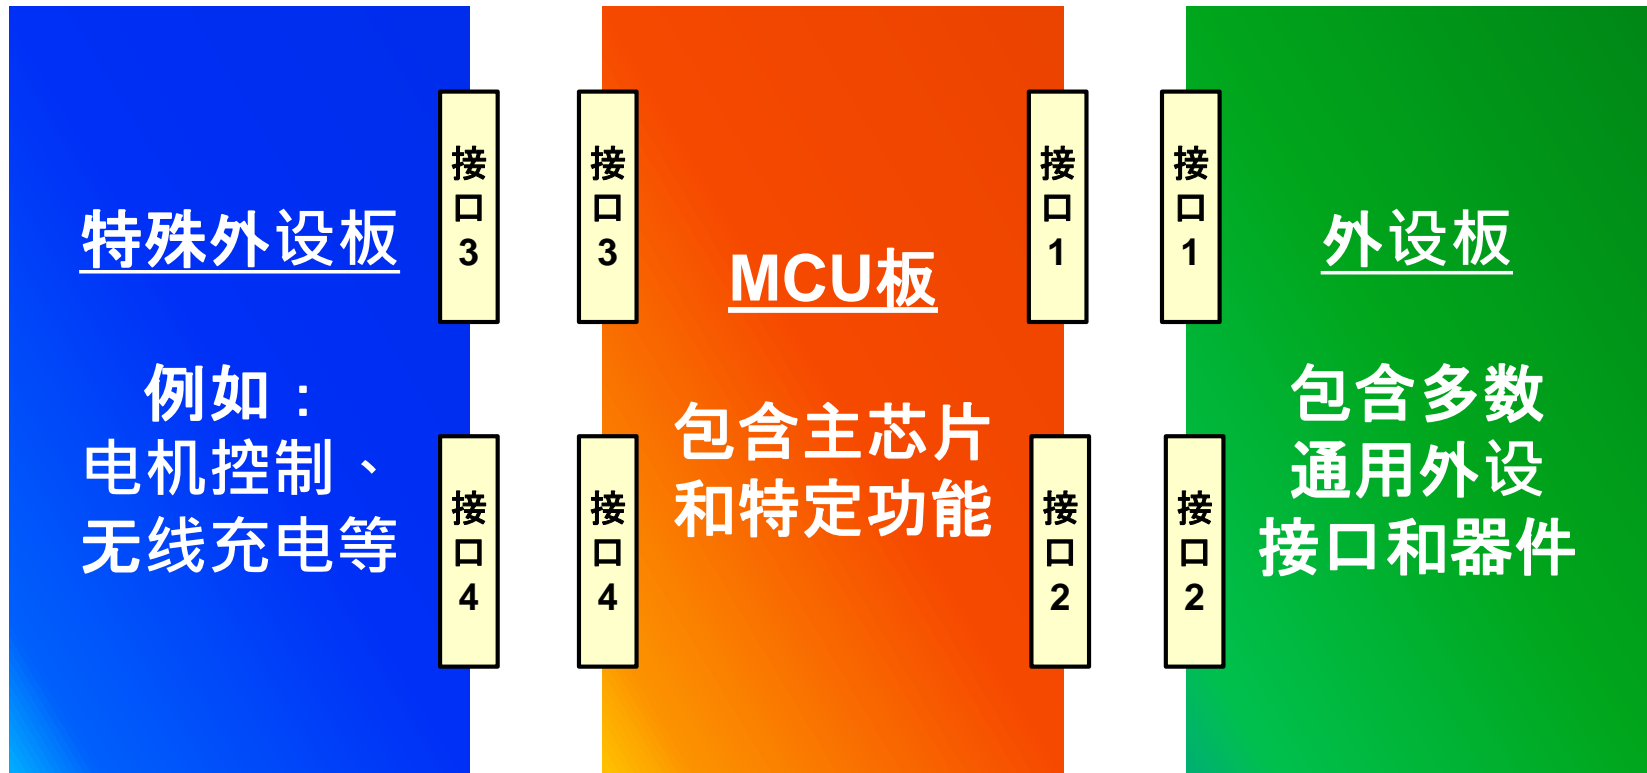 特殊外设板
例如：
电机控制、
无线充电等
接口3
接口4
接口3
接口4
MCU板
包含主芯片
和特定功能
接口1
接口2
接口1
接口2
外设板
包含多数
通用外设
接口和器件